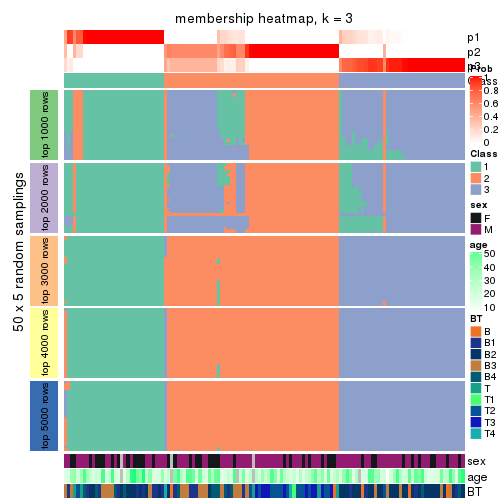 membership heatmap, k = 3
p1
p2
p3
Class
50 x 5 random samplings
top 1000 rows
top 2000 rows
top 3000 rows
top 4000 rows
top 5000 rows
sex
age
BT
Prob
1
0.8
0.6
0.4
0.2
0
Class
1
2
3
sex
F
M
age
50
40
30
20
10
BT
B
B1
B2
B3
B4
T
T1
T2
T3
T4